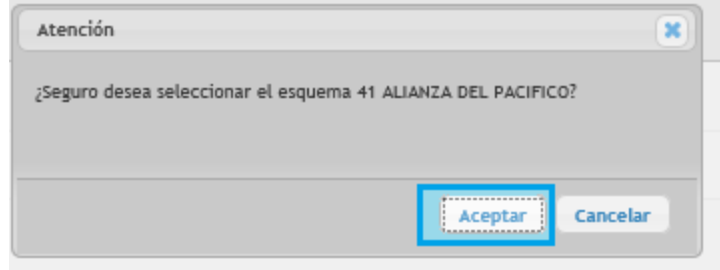 Atención
¿Seguro desea seleccionar el esquema 41 ALIANZA DEL PACIFICO?
Aceptar Cancelar